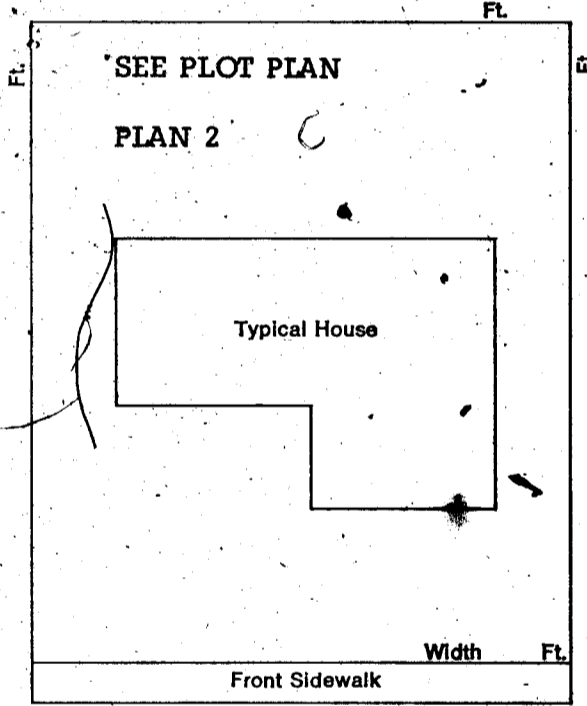 Ft.
Ft.
Ft.
SEE PLOT PLAN
PLAN 2
Typical House
Width Ft.
Front Sidewalk